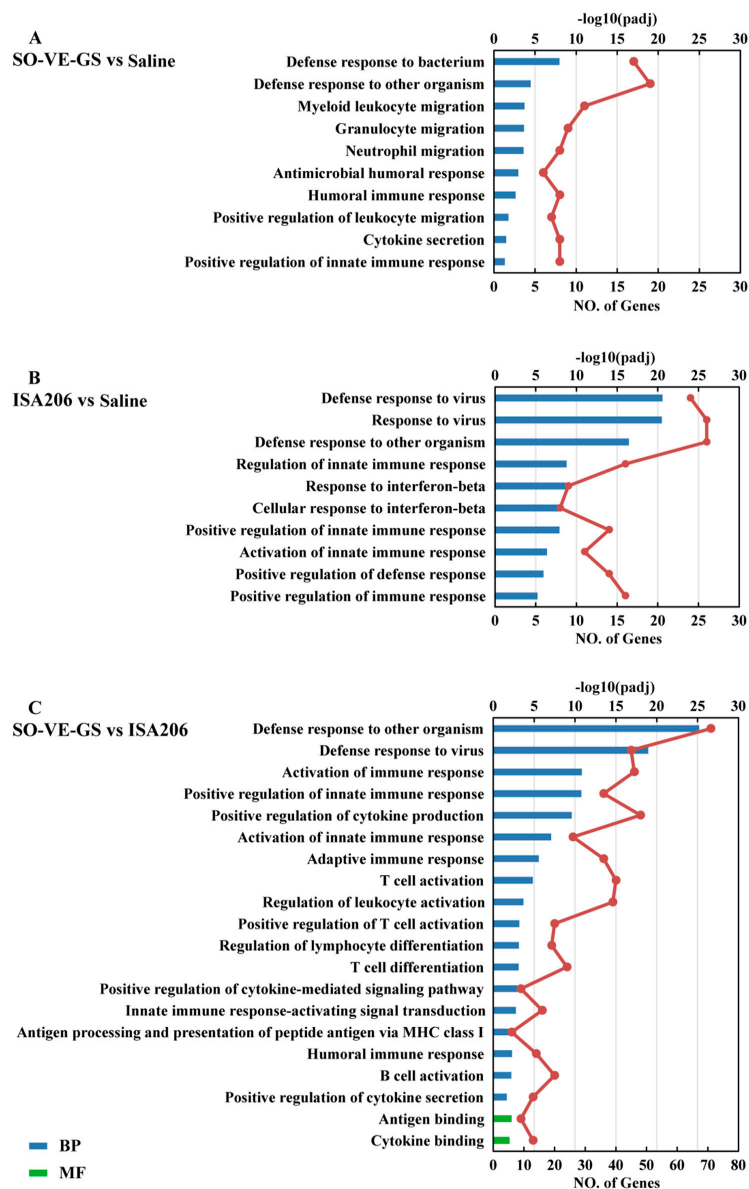 -log10(padj)
A
SO-VE-GS vs Saline
0 5 10 15 20 25 30
Defense response to bacterium
Defense response to other organism
Myeloid leukocyte migration
Granulocyte migration
Neutrophil migration
Antimicrobial humoral response
Humoral immune response
Positive regulation of leukocyte migration
Cytokine secretion
Positive regulation of innate immune response
0 5 10 15 20 25 30
NO. of Genes
-log10(padj)
B
ISA206 vs Saline
0 5 10 15 20 25 30
Defense response to virus
Response to virus
Defense response to other organism
Regulation of innate immune response
Response to interferon-beta
Cellular response to interferon-beta
Positive regulation of innate immune response
Activation of innate immune response
Positive regulation of defense response
Positive regulation of immune response
0 5 10 15 20 25 30
NO. of Genes
-log10(padj)
C
SO-VE-GS vs ISA206
0 5 10 15 20 25 30
Defense response to other organism
Defense response to virus
Activation of immune response
Positive regulation of innate immune response
Positive regulation of cytokine production
Activation of innate immune response
Adaptive immune response
T cell activation
Regulation of leukocyte activation
Positive regulation of T cell activation
Regulation of lymphocyte differentiation
T cell differentiation
Positive regulation of cytokine-mediated signaling pathway
Innate immune response-activating signal transduction
Antigen processing and presentation of peptide antigen via MHC class I
Humoral immune response
B cell activation
Positive regulation of cytokine secretion
Antigen binding
Cytokine binding
BP
MF
0 10 20 30 40 50 60 70 80
NO. of Genes